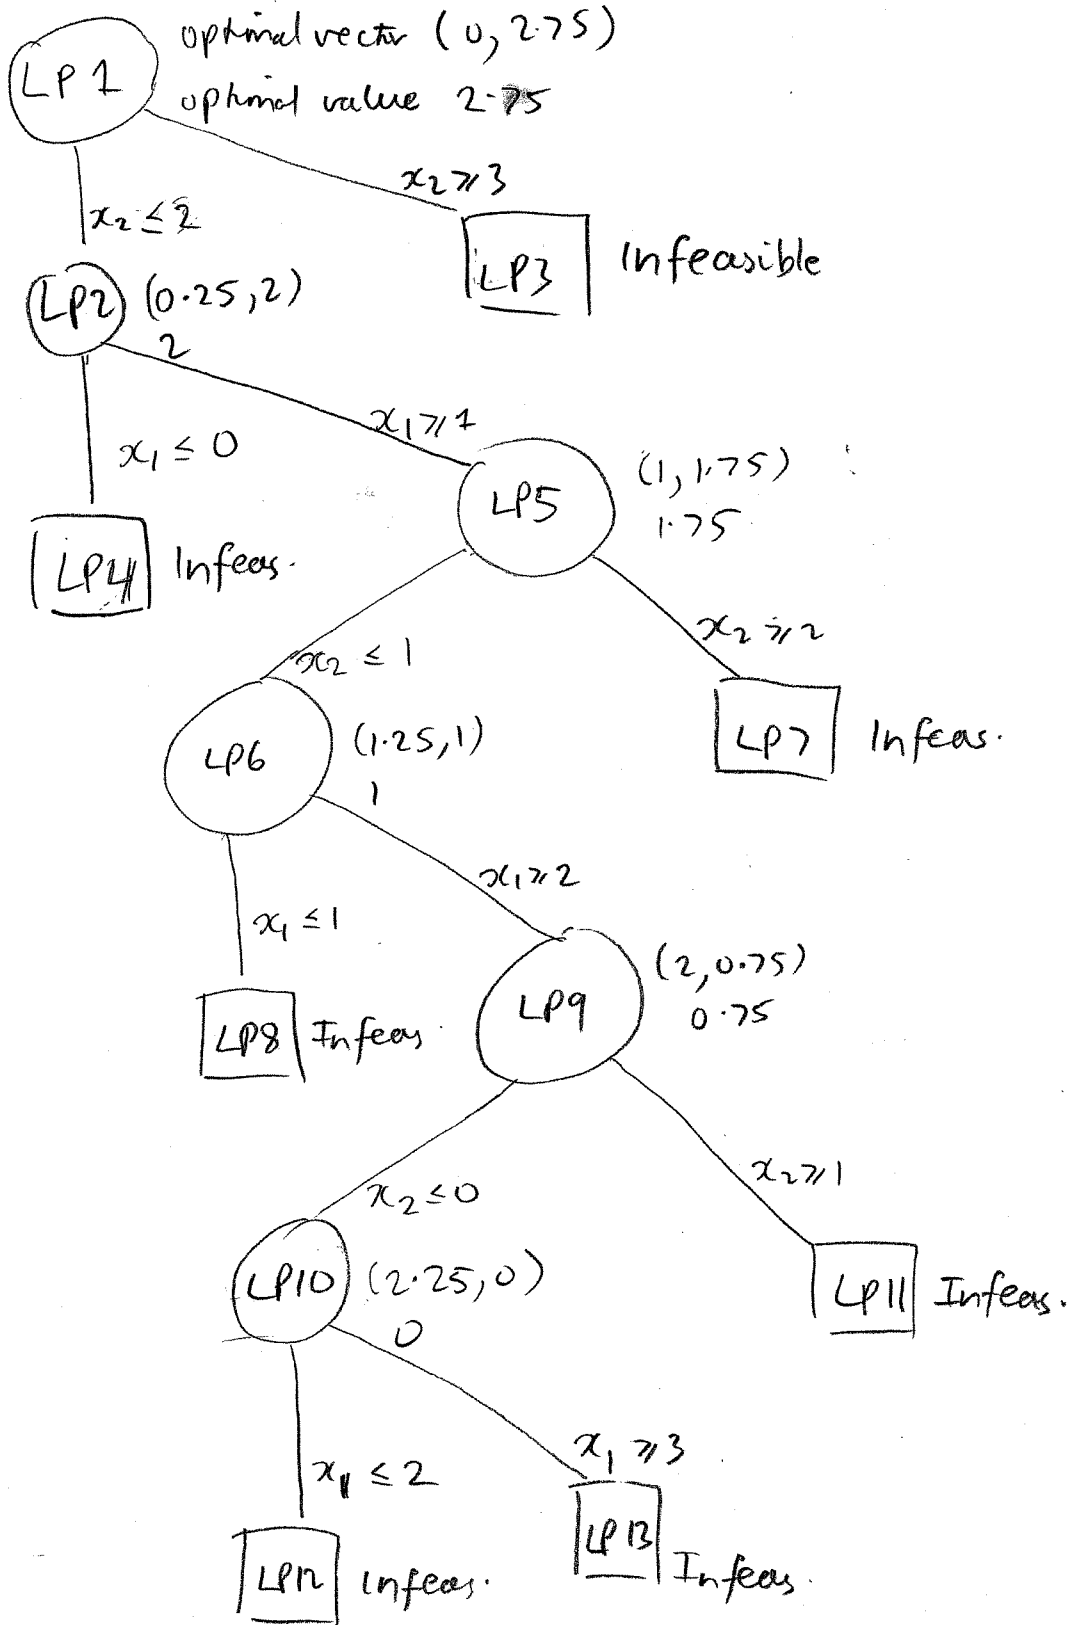 LP1
optimal vector (0, 2.75)
optimal value 2.75
x₂ ≤ 2
x₂ ⩾ 3
LP3
Infeasible
LP2
(0.25, 2)
2
x₁ ≤ 0
x₁ ⩾ 1
LP4
Infeas.
LP5
(1, 1.75)
1.75
x₂ ≤ 1
x₂ ⩾ 2
LP6
(1.25, 1)
1
LP7
Infeas.
x₁ ≤ 1
x₁ ⩾ 2
LP8
Infeas.
LP9
(2, 0.75)
0.75
x₂ ≤ 0
x₂ ⩾ 1
LP10
(2.25, 0)
0
LP11
Infeas.
x₁ ≤ 2
x₁ ⩾ 3
LP12
Infeas.
LP13
Infeas.